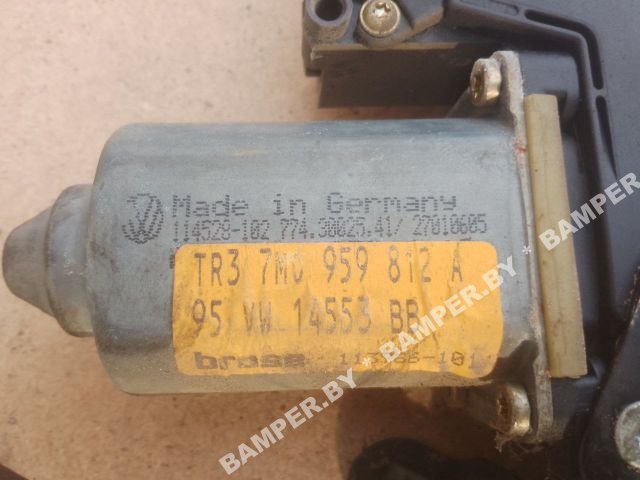 Made in Germany
114528-102 774.30025.41/ 27010605
TR3 7M0 959 812 A
95 VW 14553 BB
brose
BAMPER.BY * BAMPER.BY * BAMPER.BY